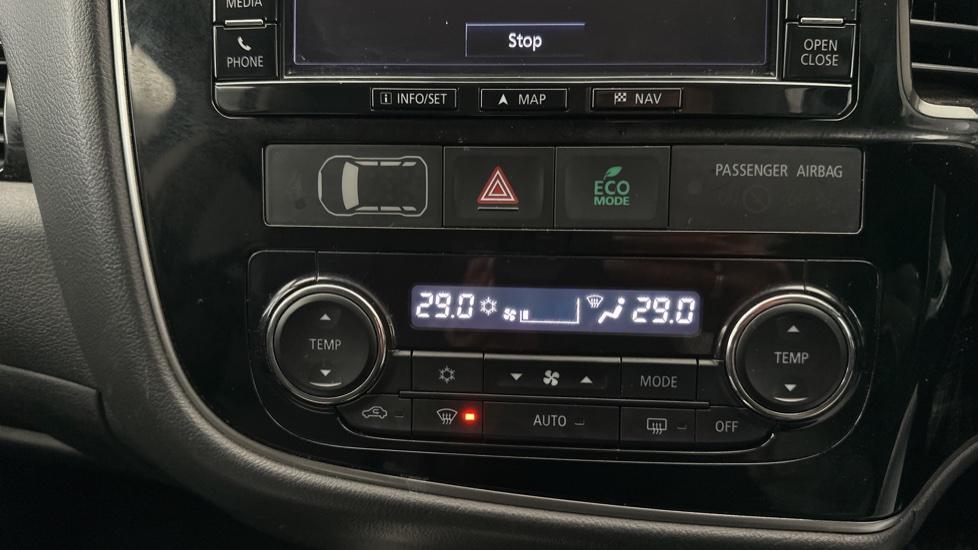 MEDIA
PHONE
Stop
OPEN
CLOSE
INFO/SET
MAP
NAV
ECO
MODE
PASSENGER AIRBAG
29.0
29.0
TEMP
TEMP
MODE
AUTO
OFF